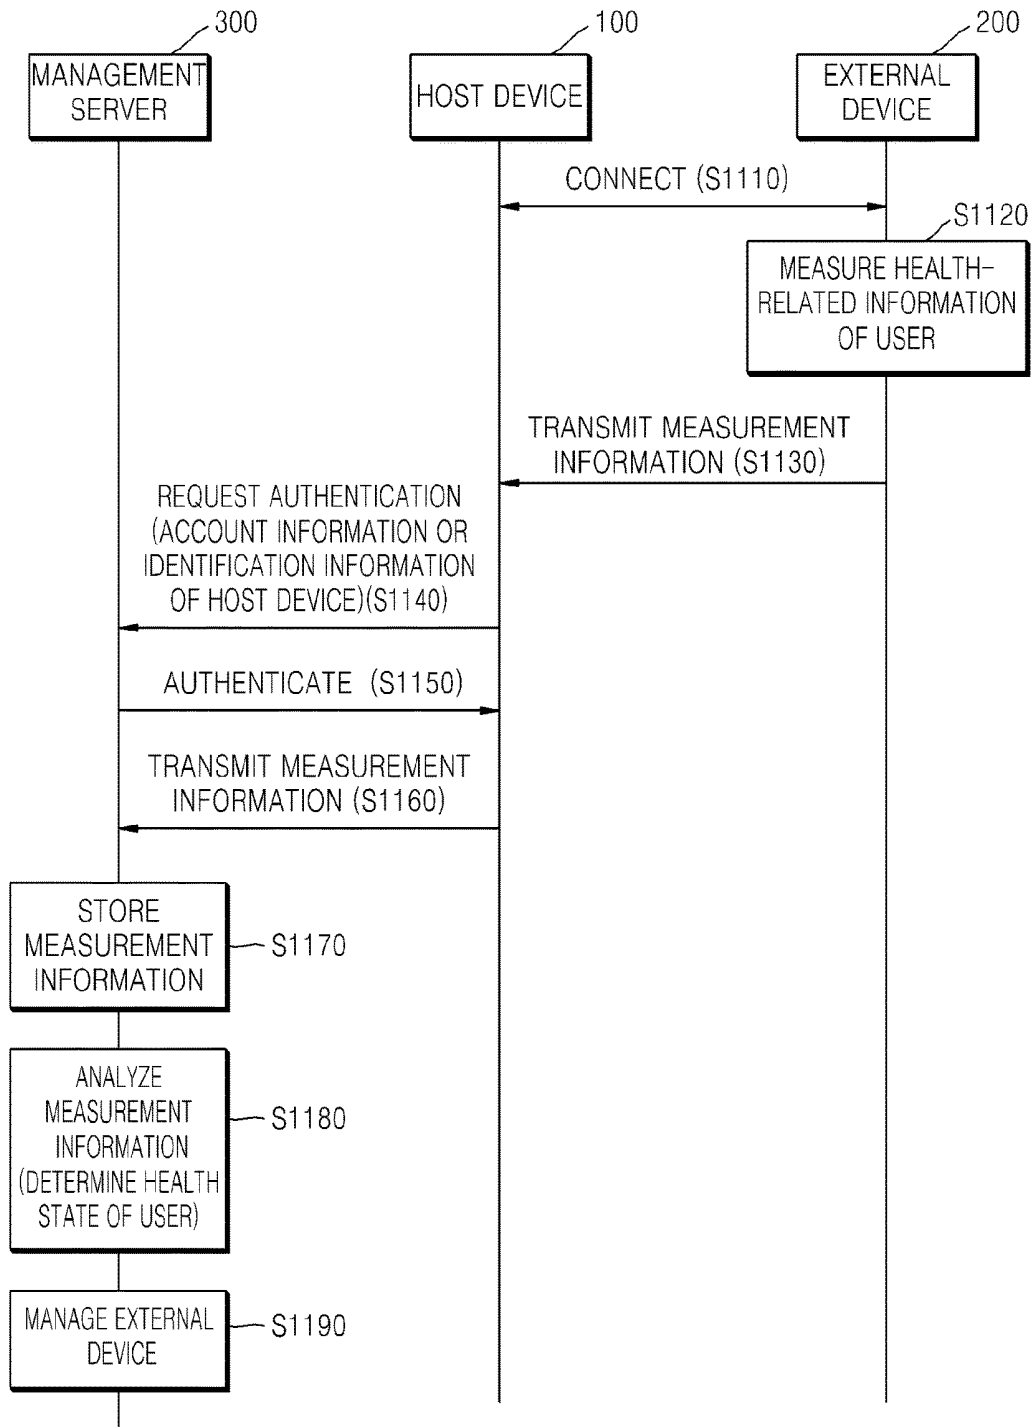 300
100
200
MANAGEMENT
SERVER
HOST DEVICE
EXTERNAL
DEVICE
CONNECT (S1110)
S1120
MEASURE HEALTH-
RELATED INFORMATION
OF USER
TRANSMIT MEASUREMENT
INFORMATION (S1130)
REQUEST AUTHENTICATION
(ACCOUNT INFORMATION OR
IDENTIFICATION INFORMATION
OF HOST DEVICE)(S1140)
AUTHENTICATE (S1150)
TRANSMIT MEASUREMENT
INFORMATION (S1160)
STORE
MEASUREMENT
INFORMATION
S1170
ANALYZE
MEASUREMENT
INFORMATION
(DETERMINE HEALTH
STATE OF USER)
S1180
MANAGE EXTERNAL
DEVICE
S1190